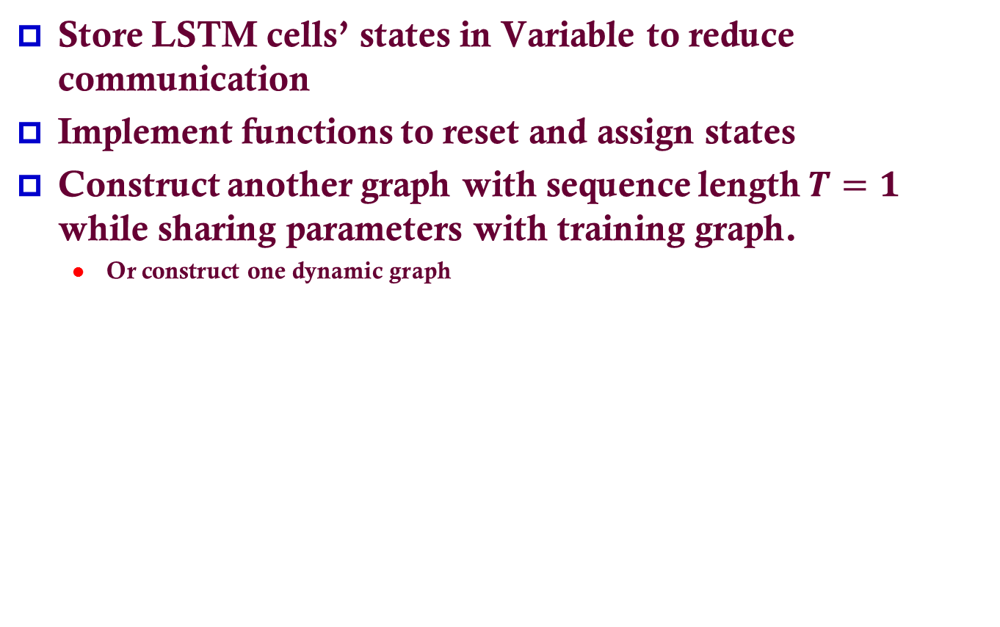 Store LSTM cells’ states in Variable to reduce
communication
Implement functions to reset and assign states
Construct another graph with sequence length T = 1
while sharing parameters with training graph.
Or construct one dynamic graph